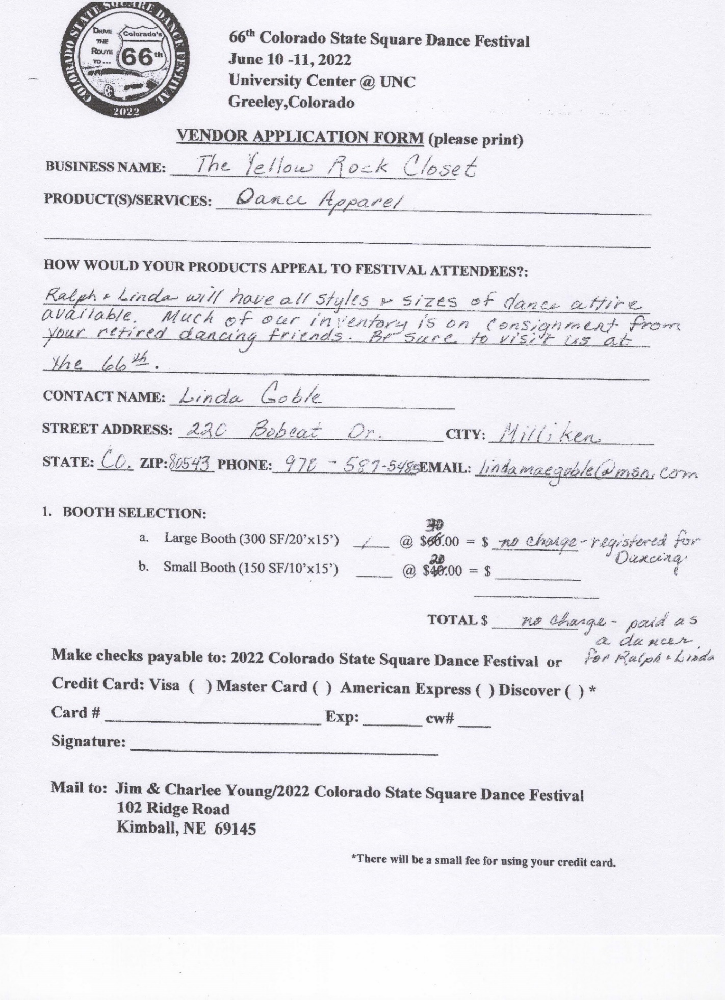 COLORADO STATE SQUARE DANCE FESTIVAL
DRIVE
THE
ROUTE
TO...
Colorado's
66th
2022
66th Colorado State Square Dance Festival
June 10 -11, 2022
University Center @ UNC
Greeley,Colorado
VENDOR APPLICATION FORM (please print)
BUSINESS NAME: The Yellow Rock Closet
PRODUCT(S)/SERVICES: Dance Apparel
HOW WOULD YOUR PRODUCTS APPEAL TO FESTIVAL ATTENDEES?:
Ralph & Linda will have all styles & sizes of dance attire
available. Much of our inventory is on consignment from
your retired dancing friends. Be sure to visit us at
the 66th.
CONTACT NAME: Linda Goble
STREET ADDRESS: 220 Bobcat Dr. CITY: Milliken
STATE: CO. ZIP: 80543 PHONE: 970 - 587-5485 EMAIL: lindamaegoble@msn.com
1. BOOTH SELECTION:
30
a. Large Booth (300 SF/20'x15') / @ $60.00 = $ no charge - registered for
Dancing
20
b. Small Booth (150 SF/10'x15') @ $40.00 = $
TOTAL $ no charge - paid as
a dancer
for Ralph & Linda
Make checks payable to: 2022 Colorado State Square Dance Festival or
Credit Card: Visa ( ) Master Card ( ) American Express ( ) Discover ( ) *
Card # Exp: cw#
Signature:
Mail to: Jim & Charlee Young/2022 Colorado State Square Dance Festival
102 Ridge Road
Kimball, NE 69145
*There will be a small fee for using your credit card.